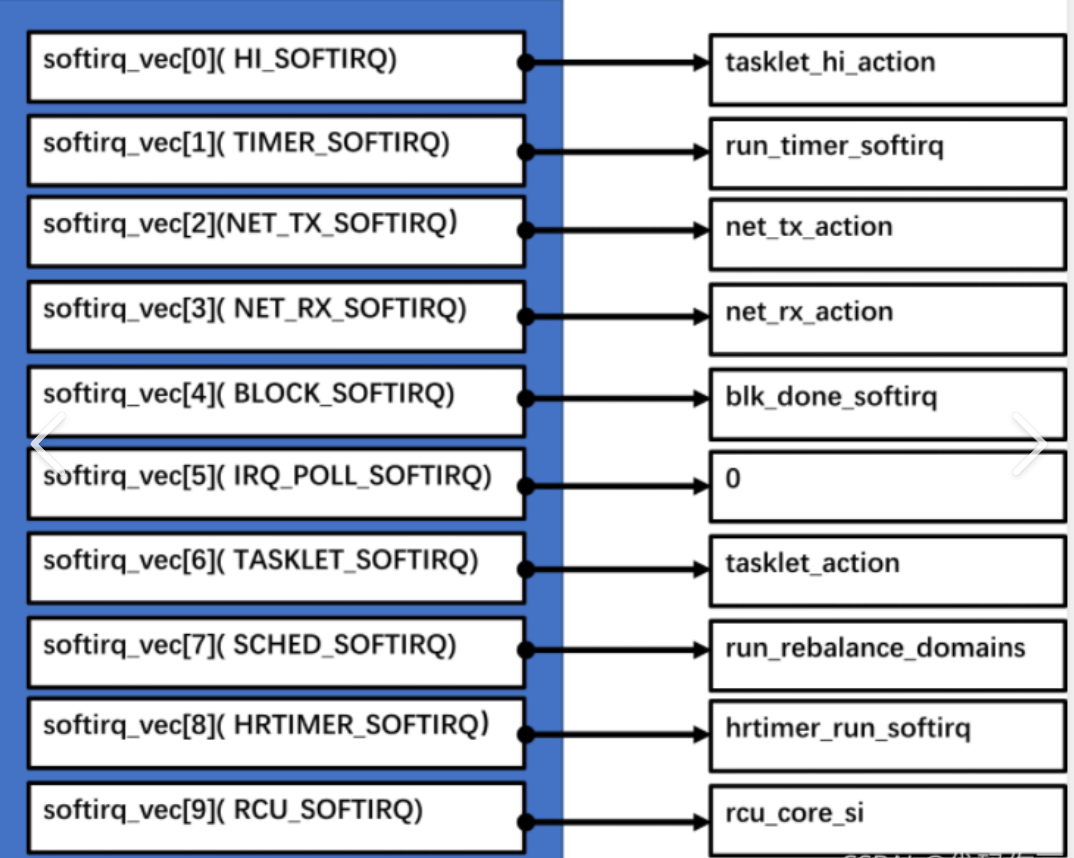 softirq_vec[0]( HI_SOFTIRQ) tasklet_hi_action
softirq_vec[1]( TIMER_SOFTIRQ) run_timer_softirq
softirq_vec[2](NET_TX_SOFTIRQ) net_tx_action
softirq_vec[3]( NET_RX_SOFTIRQ) net_rx_action
softirq_vec[4]( BLOCK_SOFTIRQ) blk_done_softirq
softirq_vec[5]( IRQ_POLL_SOFTIRQ) 0
softirq_vec[6]( TASKLET_SOFTIRQ) tasklet_action
softirq_vec[7]( SCHED_SOFTIRQ) run_rebalance_domains
softirq_vec[8]( HRTIMER_SOFTIRQ) hrtimer_run_softirq
softirq_vec[9]( RCU_SOFTIRQ) rcu_core_si